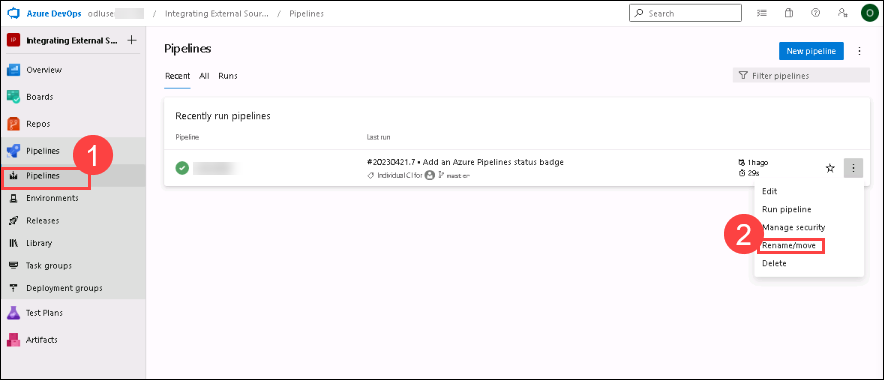 Azure DevOps odluse / Integrating External Sour... / Pipelines Search O
IP Integrating External S... +
Overview
Boards
Repos
Pipelines
1
Pipelines
Environments
Releases
Library
Task groups
Deployment groups
Test Plans
Artifacts
Pipelines
New pipeline
Recent All Runs
Filter pipelines
Recently run pipelines
Pipeline Last run
#20230421.7 • Add an Azure Pipelines status badge
Individual CI for master
1h ago
29s
Edit
Run pipeline
Manage security
2
Rename/move
Delete